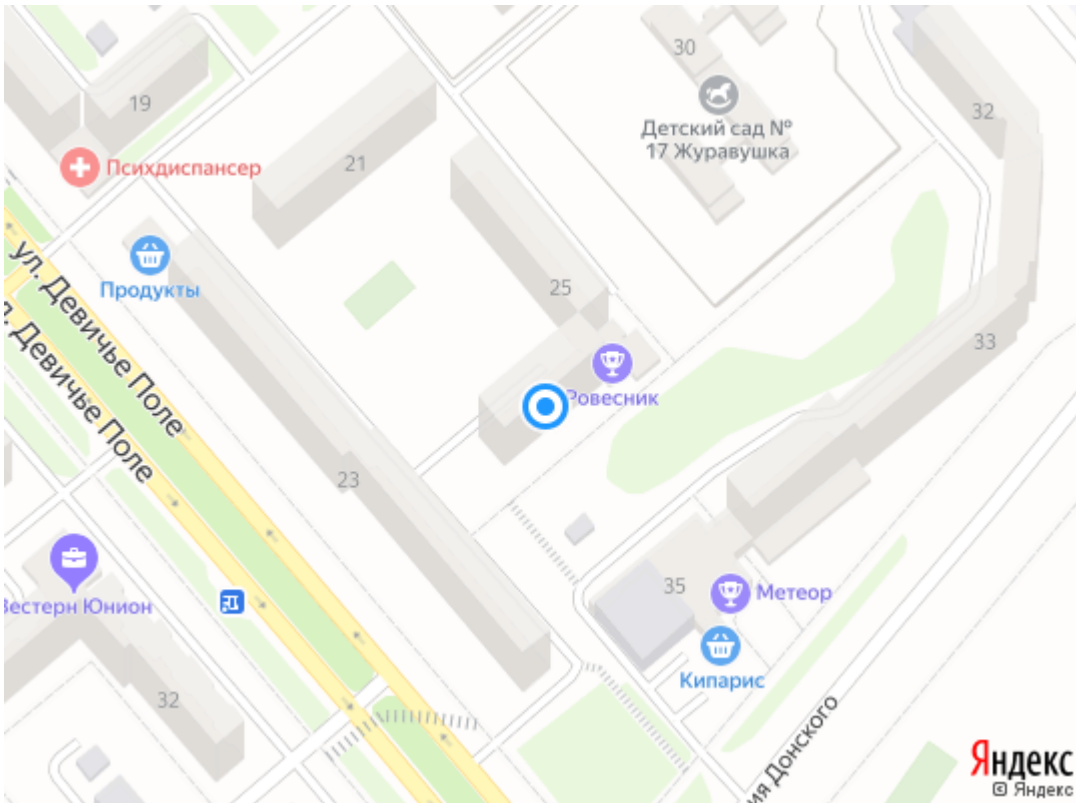 30
19
32
Детский сад №
17 Журавушка
Психдиспансер
21
ул. Девичье Поле
Продукты
25
Девичье Поле
33
Ровесник
23
35
Метеор
Вестерн Юнион
Кипарис
32
Донского
Яндекс
© Яндекс